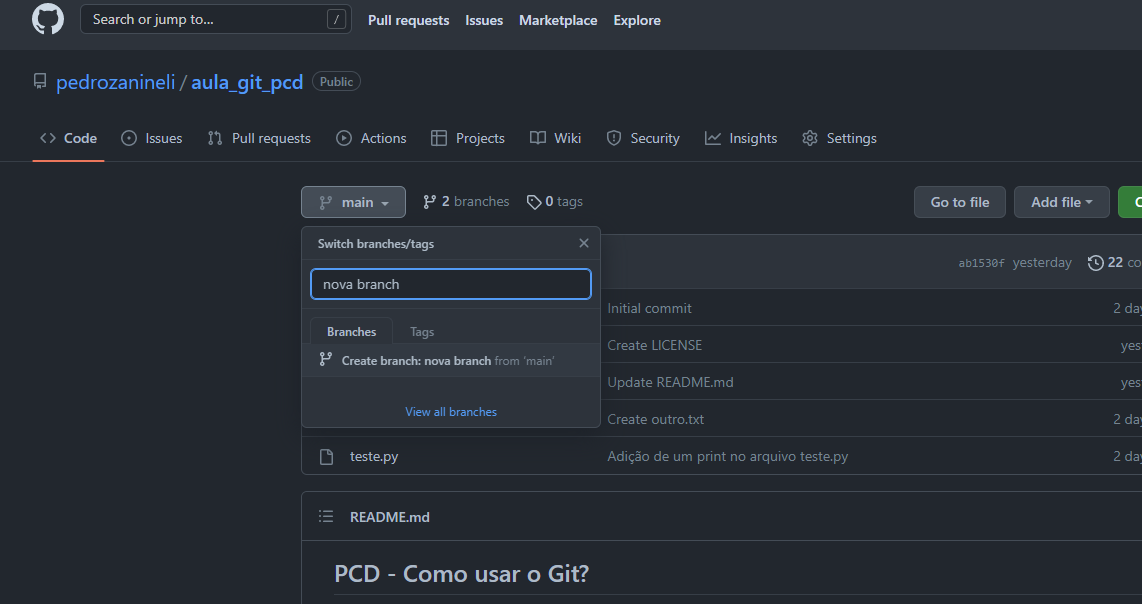 Search or jump to... /
Pull requests Issues Marketplace Explore
pedrozanineli / aula_git_pcd Public
Code Issues Pull requests Actions Projects Wiki Security Insights Settings
main 2 branches 0 tags Go to file Add file
Switch branches/tags
ab1530f yesterday 22 co
nova branch
Initial commit 2 day
Branches Tags
Create LICENSE yes
Create branch: nova branch from 'main'
Update README.md yes
View all branches
Create outro.txt 2 day
teste.py Adição de um print no arquivo teste.py 2 day
README.md
PCD - Como usar o Git?